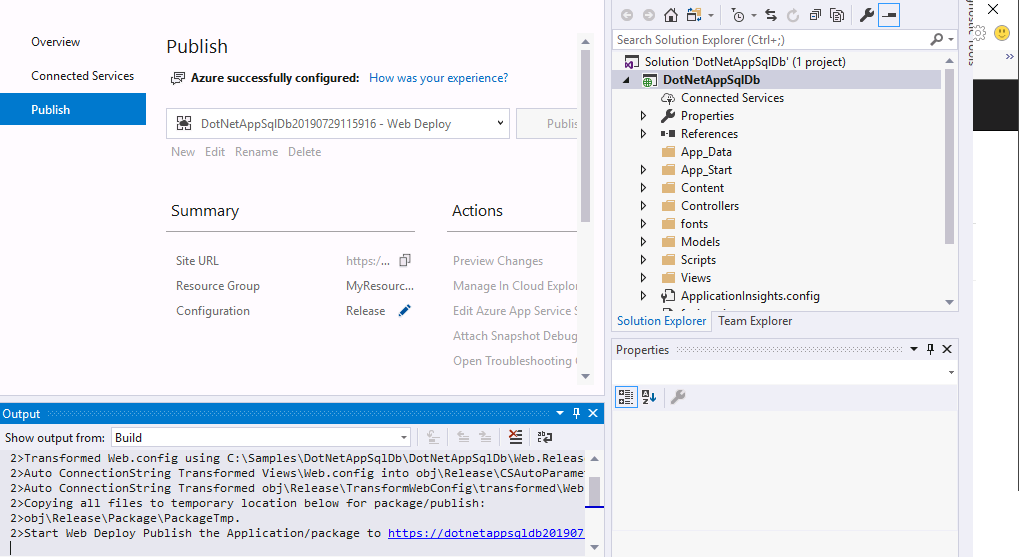 Overview
Connected Services
Publish
Publish
Azure successfully configured: How was your experience?
DotNetAppSqlDb20190729115916 - Web Deploy
Publis
New Edit Rename Delete
Summary
Site URL https:/...
Resource Group MyResourc...
Configuration Release
Actions
Preview Changes
Manage In Cloud Explor
Edit Azure App Service S
Attach Snapshot Debug
Open Troubleshooting
Output
Show output from: Build
2>Transformed Web.config using C:\Samples\DotNetAppSqlDb\DotNetAppSqlDb\Web.Releas
2>Auto ConnectionString Transformed Views\Web.config into obj\Release\CSAutoParame
2>Auto ConnectionString Transformed obj\Release\TransformWebConfig\transformed\Web
2>Copying all files to temporary location below for package/publish:
2>obj\Release\Package\PackageTmp.
2>Start Web Deploy Publish the Application/package to https://dotnetappsqldb201907
Search Solution Explorer (Ctrl+;)
Solution 'DotNetAppSqlDb' (1 project)
DotNetAppSqlDb
Connected Services
Properties
References
App_Data
App_Start
Content
Controllers
fonts
Models
Scripts
Views
ApplicationInsights.config
Solution Explorer Team Explorer
Properties
gnostic Tools